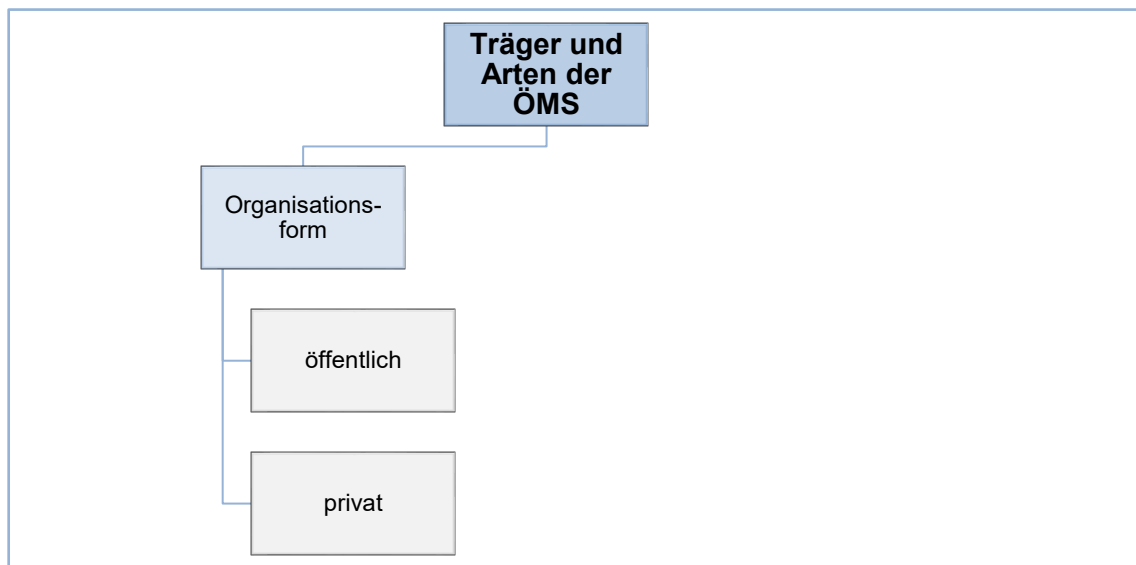 Träger und
Arten der
ÖMS
Organisations-
form
öffentlich
privat